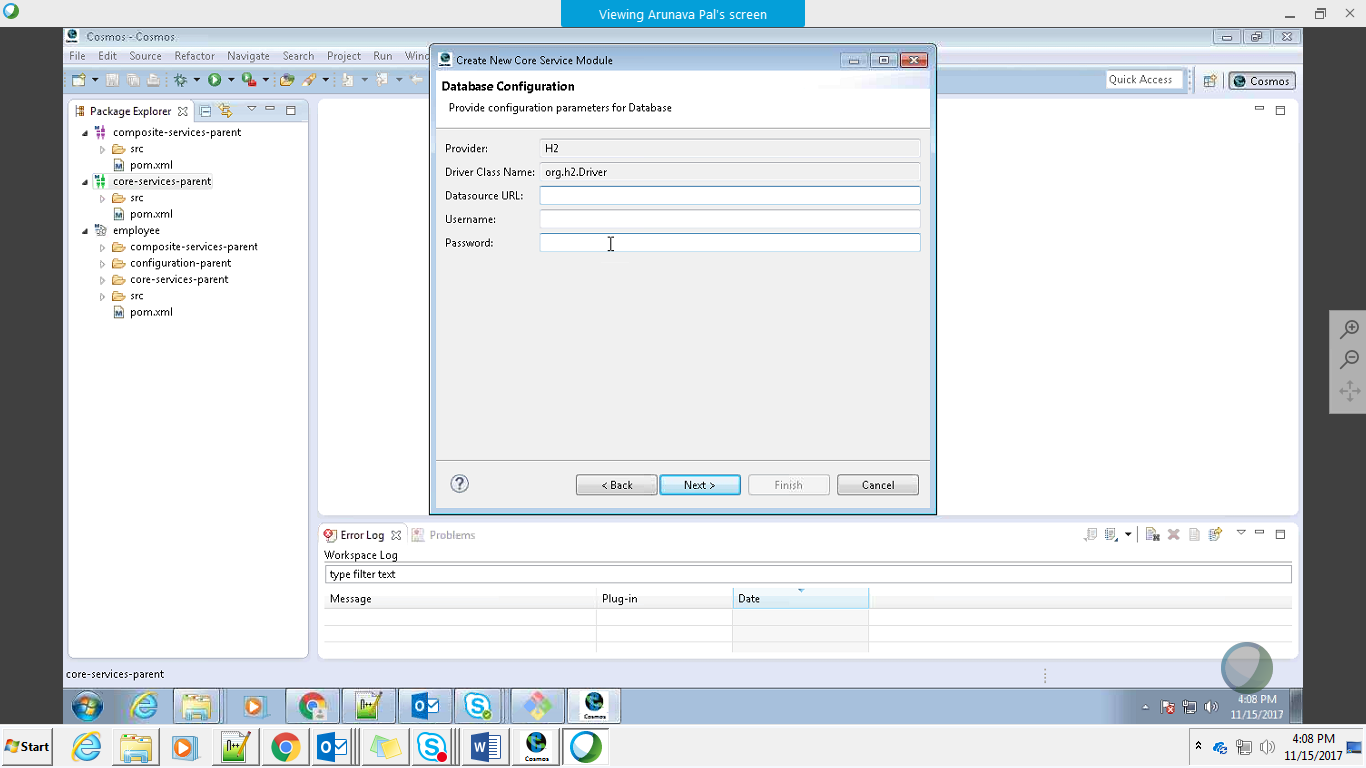 Viewing Arunava Pal's screen
Cosmos - Cosmos
File Edit Source Refactor Navigate Search Project Run Wind
Quick Access
Cosmos
Package Explorer
composite-services-parent
src
pom.xml
core-services-parent
src
pom.xml
employee
composite-services-parent
configuration-parent
core-services-parent
src
pom.xml
Create New Core Service Module
Database Configuration
Provide configuration parameters for Database
Provider: H2
Driver Class Name: org.h2.Driver
Datasource URL:
Username:
Password:
< Back Next > Finish Cancel
Error Log Problems
Workspace Log
type filter text
Message Plug-in Date
core-services-parent
Cosmos
4:08 PM
11/15/2017
Start
Cosmos
4:08 PM
11/15/2017